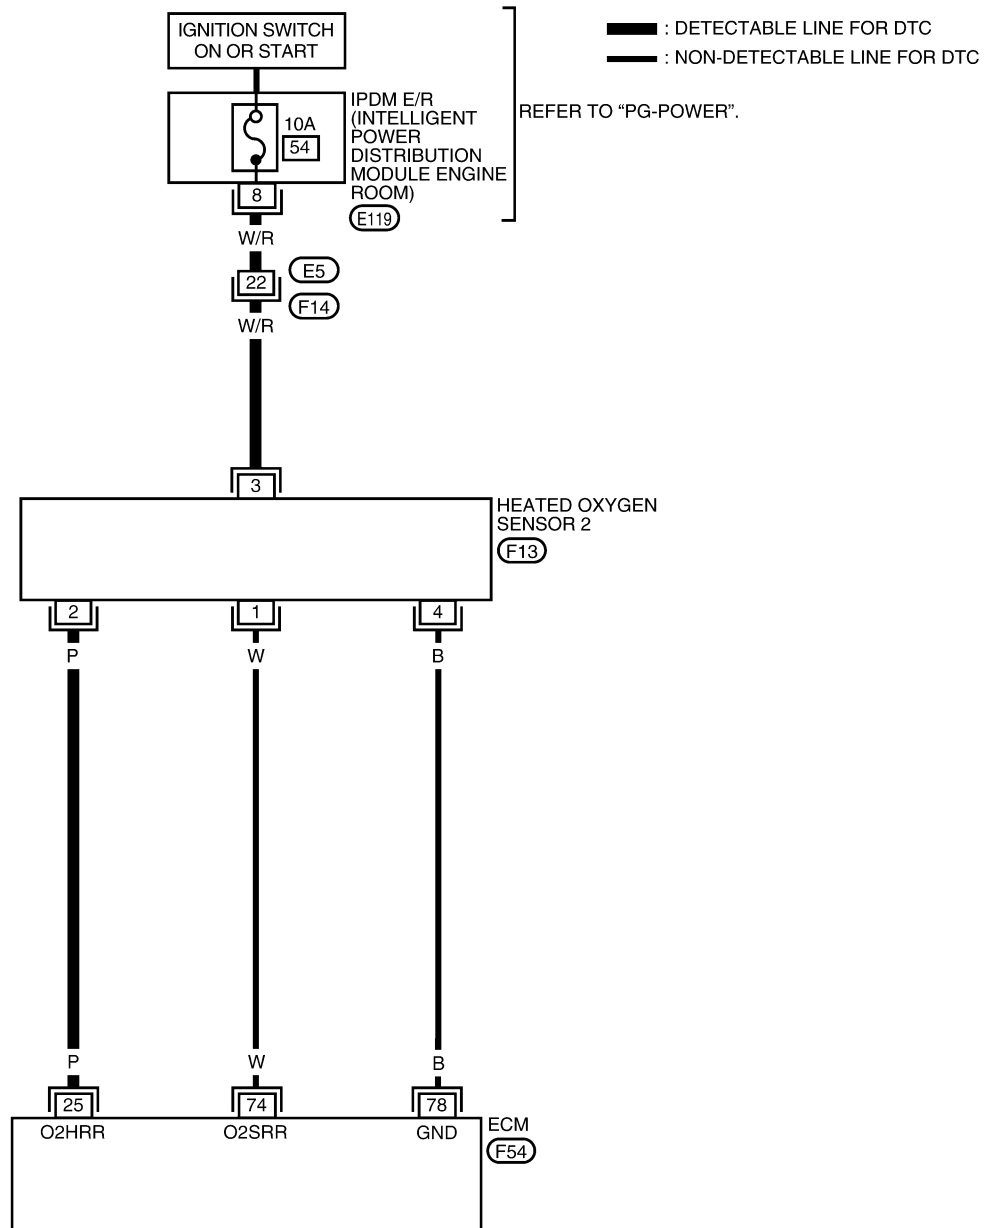 IGNITION SWITCH
ON OR START
: DETECTABLE LINE FOR DTC
: NON-DETECTABLE LINE FOR DTC
IPDM E/R
(INTELLIGENT
POWER
DISTRIBUTION
MODULE ENGINE
ROOM)
E119
REFER TO “PG-POWER”.
10A
54
8
W/R
22
E5
F14
W/R
3
HEATED OXYGEN
SENSOR 2
F13
2
1
4
P
W
B
P
W
B
25
74
78
O2HRR
O2SRR
GND
ECM
F54